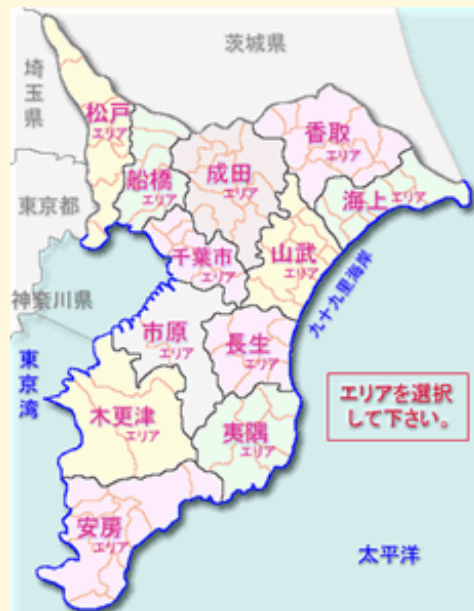 茨城県
埼玉県
松戸
エリア
香取
エリア
船橋
エリア
成田
エリア
海上エリア
東京都
千葉市
エリア
山武
エリア
九十九里海岸
神奈川県
市原
エリア
長生
エリア
東京湾
エリアを選択
して下さい。
木更津
エリア
夷隅
エリア
安房
エリア
太平洋